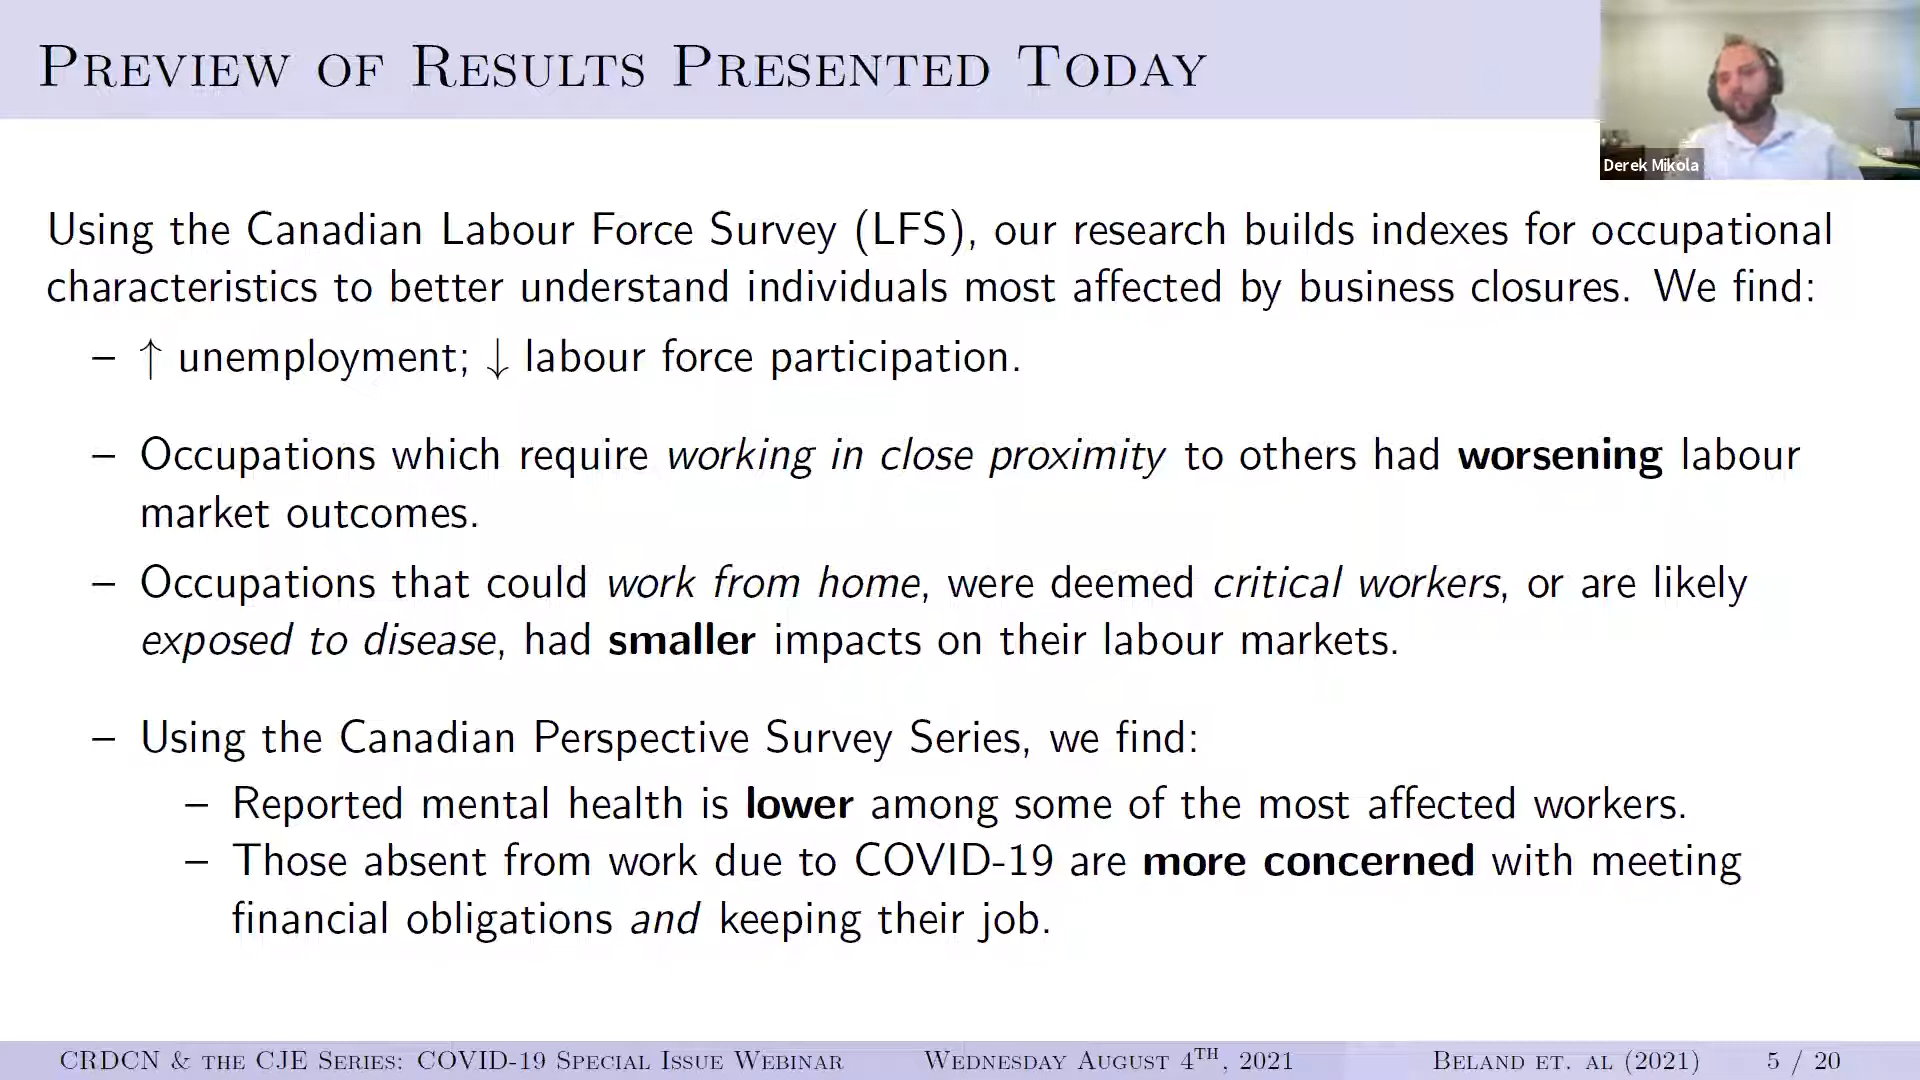 PREVIEW OF RESULTS PRESENTED TODAY
Derek Mikola
Using the Canadian Labour Force Survey (LFS), our research builds indexes for occupational
characteristics to better understand individuals most affected by business closures. We find:
– ↑ unemployment; ↓ labour force participation.
– Occupations which require working in close proximity to others had worsening labour
market outcomes.
– Occupations that could work from home, were deemed critical workers, or are likely
exposed to disease, had smaller impacts on their labour markets.
– Using the Canadian Perspective Survey Series, we find:
– Reported mental health is lower among some of the most affected workers.
– Those absent from work due to COVID-19 are more concerned with meeting
financial obligations and keeping their job.
CRDCN & THE CJE SERIES: COVID-19 SPECIAL ISSUE WEBINAR WEDNESDAY AUGUST 4TH, 2021 BELAND ET. AL (2021) 5 / 20